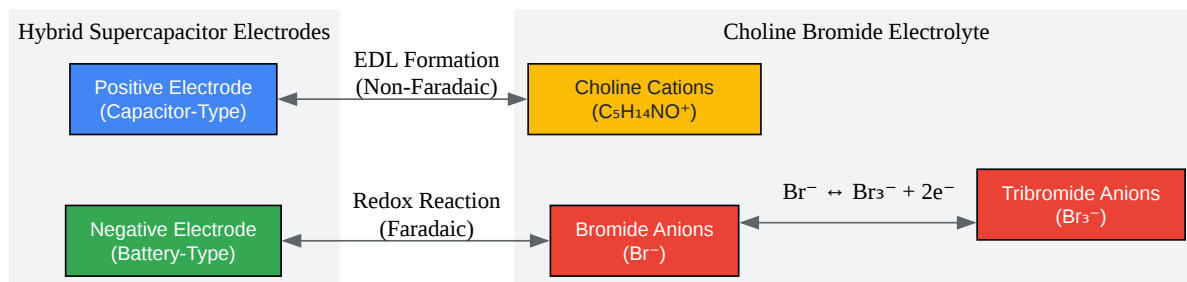 Hybrid Supercapacitor Electrodes
Choline Bromide Electrolyte
Positive Electrode
(Capacitor-Type)
EDL Formation
(Non-Faradaic)
Choline Cations
(C₅H₁₄NO⁺)
Negative Electrode
(Battery-Type)
Redox Reaction
(Faradaic)
Bromide Anions
(Br⁻)
Br⁻ ↔ Br₃⁻ + 2e⁻
Tribromide Anions
(Br₃⁻)